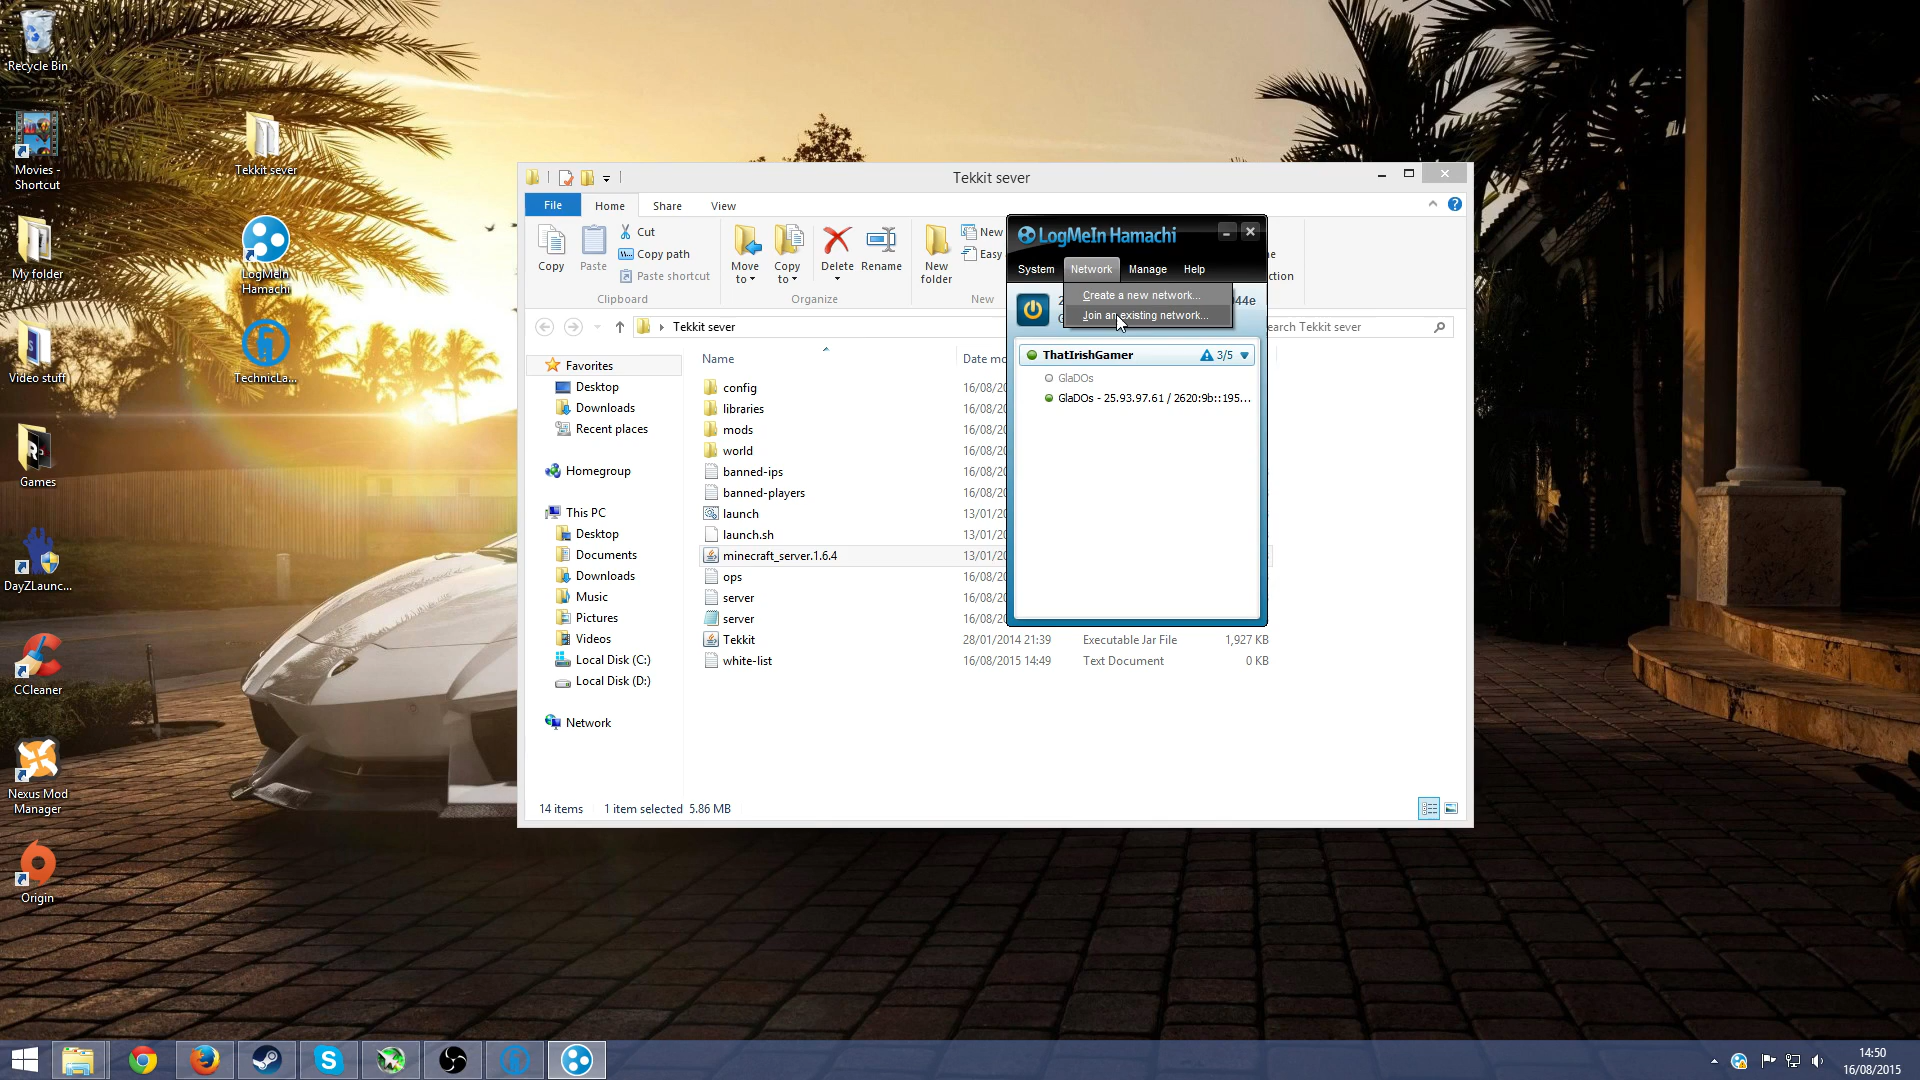 Recycle Bin
Movies -
Shortcut
My folder
Video stuff
Games
DayZLaunc...
CCleaner
Nexus Mod
Manager
Origin
Tekkit sever
LogMeIn
Hamachi
TechnicLa...
Tekkit sever
File
Home
Share
View
Copy
Paste
Cut
Copy path
Paste shortcut
Clipboard
Move
to
Copy
to
Delete
Rename
Organize
New
folder
New
Easy
New
Tekkit sever
earch Tekkit sever
Favorites
Desktop
Downloads
Recent places
Homegroup
This PC
Desktop
Documents
Downloads
Music
Pictures
Videos
Local Disk (C:)
Local Disk (D:)
Network
Name
Date mo
config 16/08/20
libraries 16/08/20
mods 16/08/20
world 16/08/20
banned-ips 16/08/20
banned-players 16/08/20
launch 13/01/20
launch.sh 13/01/20
minecraft_server.1.6.4 13/01/20
ops 16/08/20
server 16/08/20
server 16/08/20
Tekkit 28/01/2014 21:39 Executable Jar File 1,927 KB
white-list 16/08/2015 14:49 Text Document 0 KB
14 items 1 item selected 5.86 MB
LogMeIn Hamachi
System Network Manage Help
Create a new network...
Join an existing network...
44e
ThatIrishGamer 3/5
GlaDOs
GlaDOs - 25.93.97.61 / 2620:9b::195...
14:50
16/08/2015